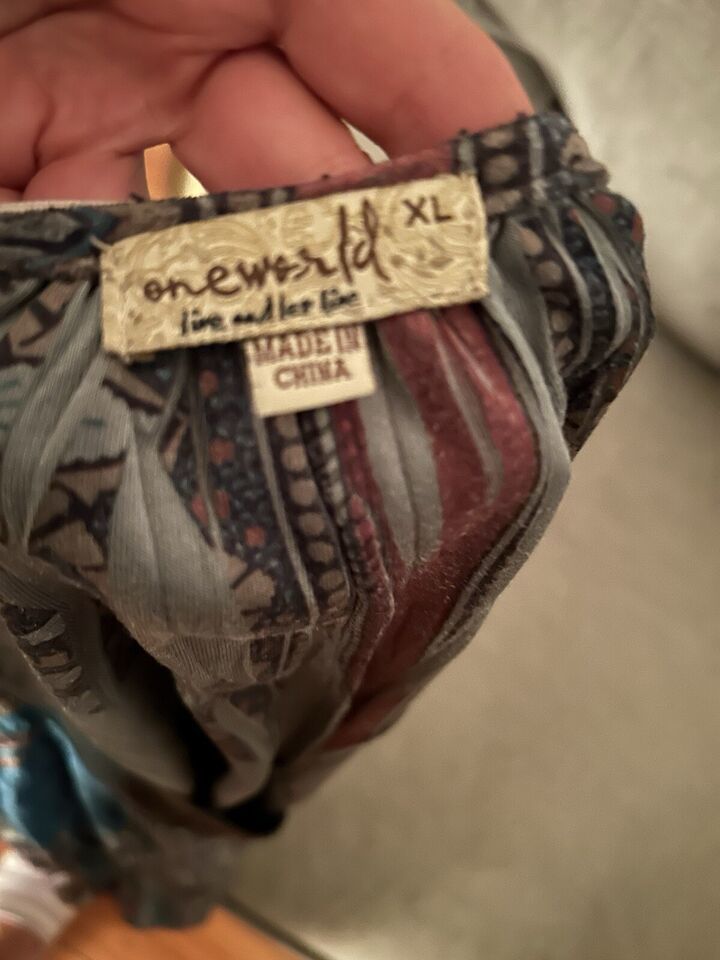 oneworld XL
live and let live
MADE IN
CHINA